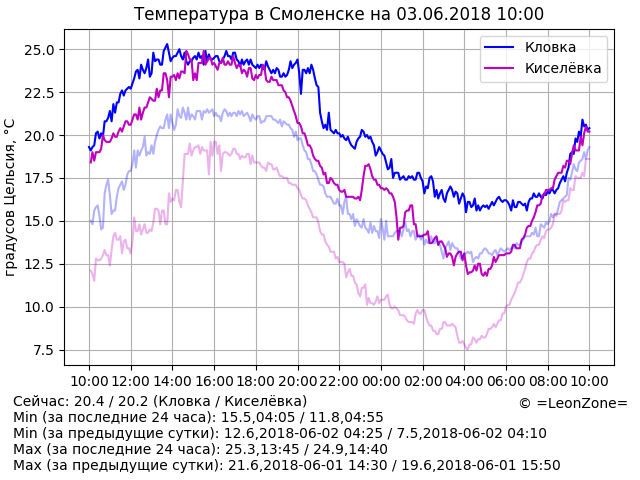 Температура в Смоленске на 03.06.2018 10:00
Кловка
Киселёвка
градусов Цельсия, °C
25.0
22.5
20.0
17.5
15.0
12.5
10.0
7.5
10:00 12:00 14:00 16:00 18:00 20:00 22:00 00:00 02:00 04:00 06:00 08:00 10:00
Сейчас: 20.4 / 20.2 (Кловка / Киселёвка)
© =LeonZone=
Min (за последние 24 часа): 15.5,04:05 / 11.8,04:55
Min (за предыдущие сутки): 12.6,2018-06-02 04:25 / 7.5,2018-06-02 04:10
Max (за последние 24 часа): 25.3,13:45 / 24.9,14:40
Max (за предыдущие сутки): 21.6,2018-06-01 14:30 / 19.6,2018-06-01 15:50